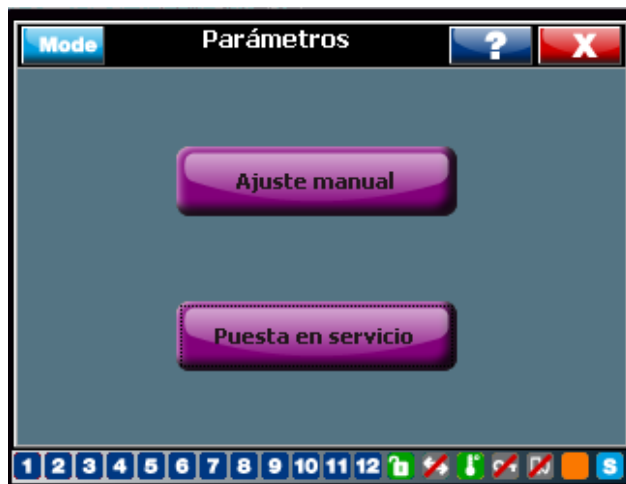 Mode Parámetros ? X
Ajuste manual
Puesta en servicio
1 2 3 4 5 6 7 8 9 10 11 12 S